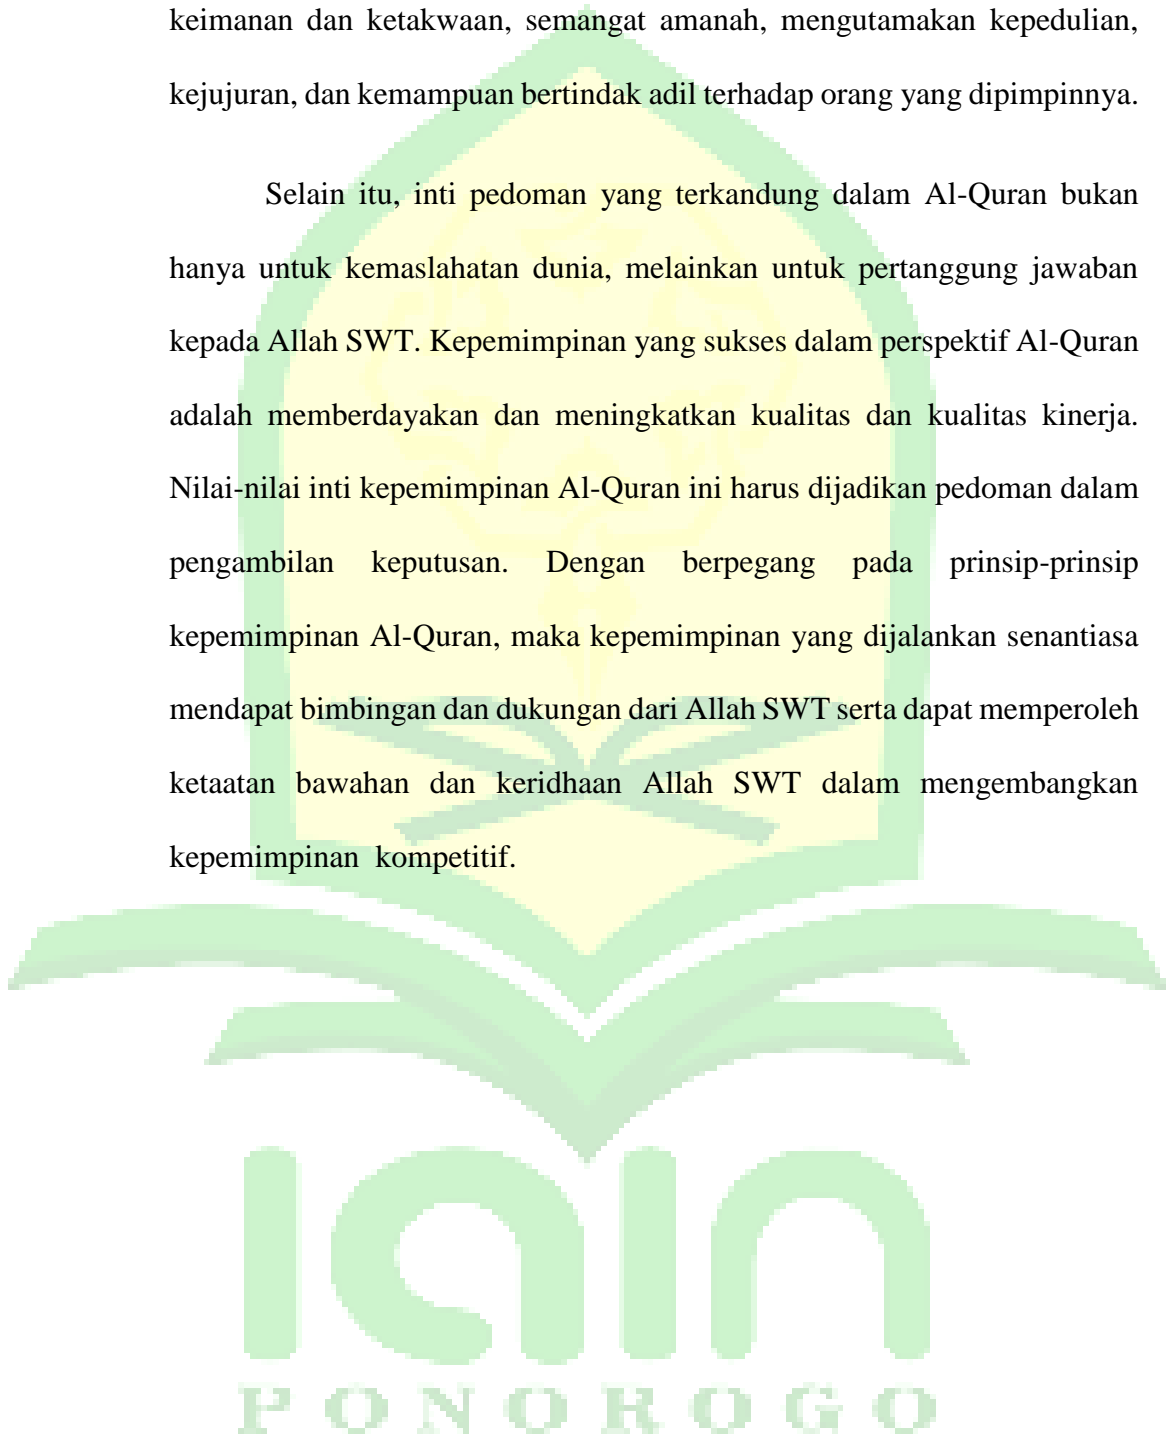 keimanan dan ketakwaan, semangat amanah, mengutamakan kepedulian,
kejujuran, dan kemampuan bertindak adil terhadap orang yang dipimpinnya.
Selain itu, inti pedoman yang terkandung dalam Al-Quran bukan
hanya untuk kemaslahatan dunia, melainkan untuk pertanggung jawaban
kepada Allah SWT. Kepemimpinan yang sukses dalam perspektif Al-Quran
adalah memberdayakan dan meningkatkan kualitas dan kualitas kinerja.
Nilai-nilai inti kepemimpinan Al-Quran ini harus dijadikan pedoman dalam
pengambilan keputusan. Dengan berpegang pada prinsip-prinsip
kepemimpinan Al-Quran, maka kepemimpinan yang dijalankan senantiasa
mendapat bimbingan dan dukungan dari Allah SWT serta dapat memperoleh
ketaatan bawahan dan keridhaan Allah SWT dalam mengembangkan
kepemimpinan kompetitif.
iain
PONOROGO